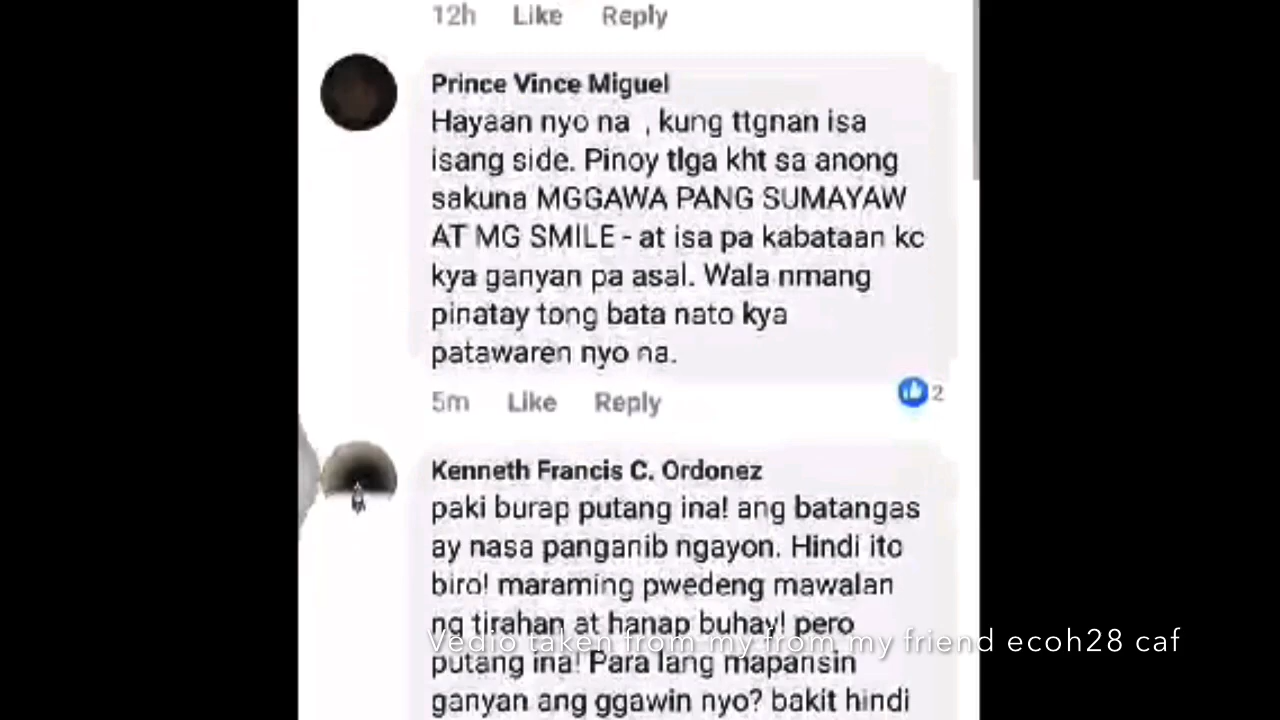 12h Like Reply
Prince Vince Miguel
Hayaan nyo na , kung ttgnan isa
isang side. Pinoy tlga kht sa anong
sakuna MGGAWA PANG SUMAYAW
AT MG SMILE - at isa pa kabataan kc
kya ganyan pa asal. Wala nmang
pinatay tong bata nato kya
patawaren nyo na.
5m Like Reply 2
Kenneth Francis C. Ordonez
paki burap putang ina! ang batangas
ay nasa panganib ngayon. Hindi ito
biro! maraming pwedeng mawalan
ng tirahan at hanap buhay! pero
Vedio taken from my from my friend ecoh28 caf
putang ina! Para lang mapansin
ganyan ang ggawin nyo? bakit hindi